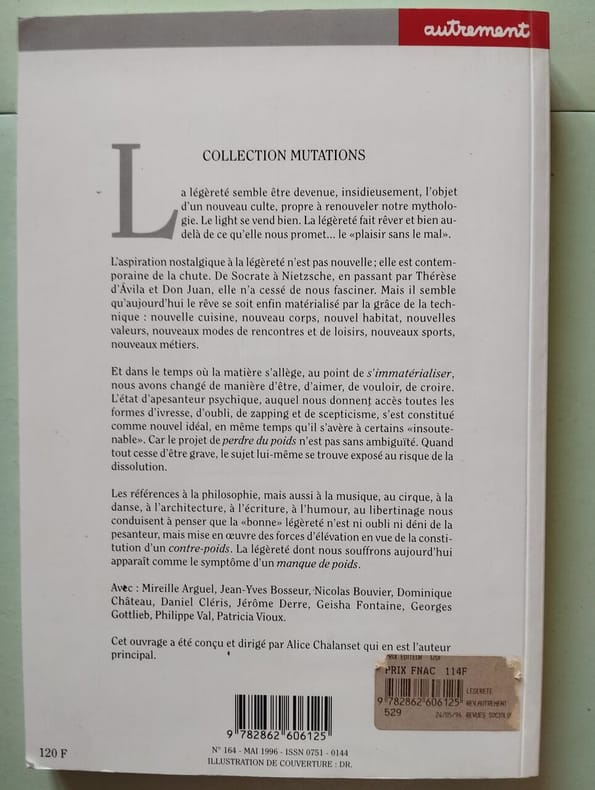 autrement
COLLECTION MUTATIONS
La légèreté semble être devenue, insidieusement, l'objet
d'un nouveau culte, propre à renouveler notre mytholo-
gie. Le light se vend bien. La légèreté fait rêver et bien au-
delà de ce qu'elle nous promet... le «plaisir sans le mal».
L'aspiration nostalgique à la légèreté n'est pas nouvelle ; elle est contem-
poraine de la chute. De Socrate à Nietzsche, en passant par Thérèse
d'Ávila et Don Juan, elle n'a cessé de nous fasciner. Mais il semble
qu'aujourd'hui le rêve se soit enfin matérialisé par la grâce de la tech-
nique : nouvelle cuisine, nouveau corps, nouvel habitat, nouvelles
valeurs, nouveaux modes de rencontres et de loisirs, nouveaux sports,
nouveaux métiers.
Et dans le temps où la matière s'allège, au point de s'immatérialiser,
nous avons changé de manière d'être, d'aimer, de vouloir, de croire.
L'état d'apesanteur psychique, auquel nous donnent accès toutes les
formes d'ivresse, d'oubli, de zapping et de scepticisme, s'est constitué
comme nouvel idéal, en même temps qu'il s'avère à certains «insoute-
nable». Car le projet de perdre du poids n'est pas sans ambiguïté. Quand
tout cesse d'être grave, le sujet lui-même se trouve exposé au risque de la
dissolution.
Les références à la philosophie, mais aussi à la musique, au cirque, à la
danse, à l'architecture, à l'écriture, à l'humour, au libertinage nous
conduisent à penser que la «bonne» légèreté n'est ni oubli ni déni de la
pesanteur, mais mise en œuvre des forces d'élévation en vue de la consti-
tution d'un contre-poids. La légèreté dont nous souffrons aujourd'hui
apparaît comme le symptôme d'un manque de poids.
Avec : Mireille Arguel, Jean-Yves Bosseur, Nicolas Bouvier, Dominique
Château, Daniel Cléris, Jérôme Derre, Geisha Fontaine, Georges
Gottlieb, Philippe Val, Patricia Vioux.
Cet ouvrage a été conçu et dirigé par Alice Chalanset qui en est l'auteur
principal.
PRIX EDITEUR 120F
PRIX FNAC 114F
LEGERETE
9782862606125 REV.AUTREMENT
529 24/05/96 REVUES SOCIOLO
9 782862 606125
120 F
N° 164 - MAI 1996 - ISSN 0751 - 0144
ILLUSTRATION DE COUVERTURE : DR.